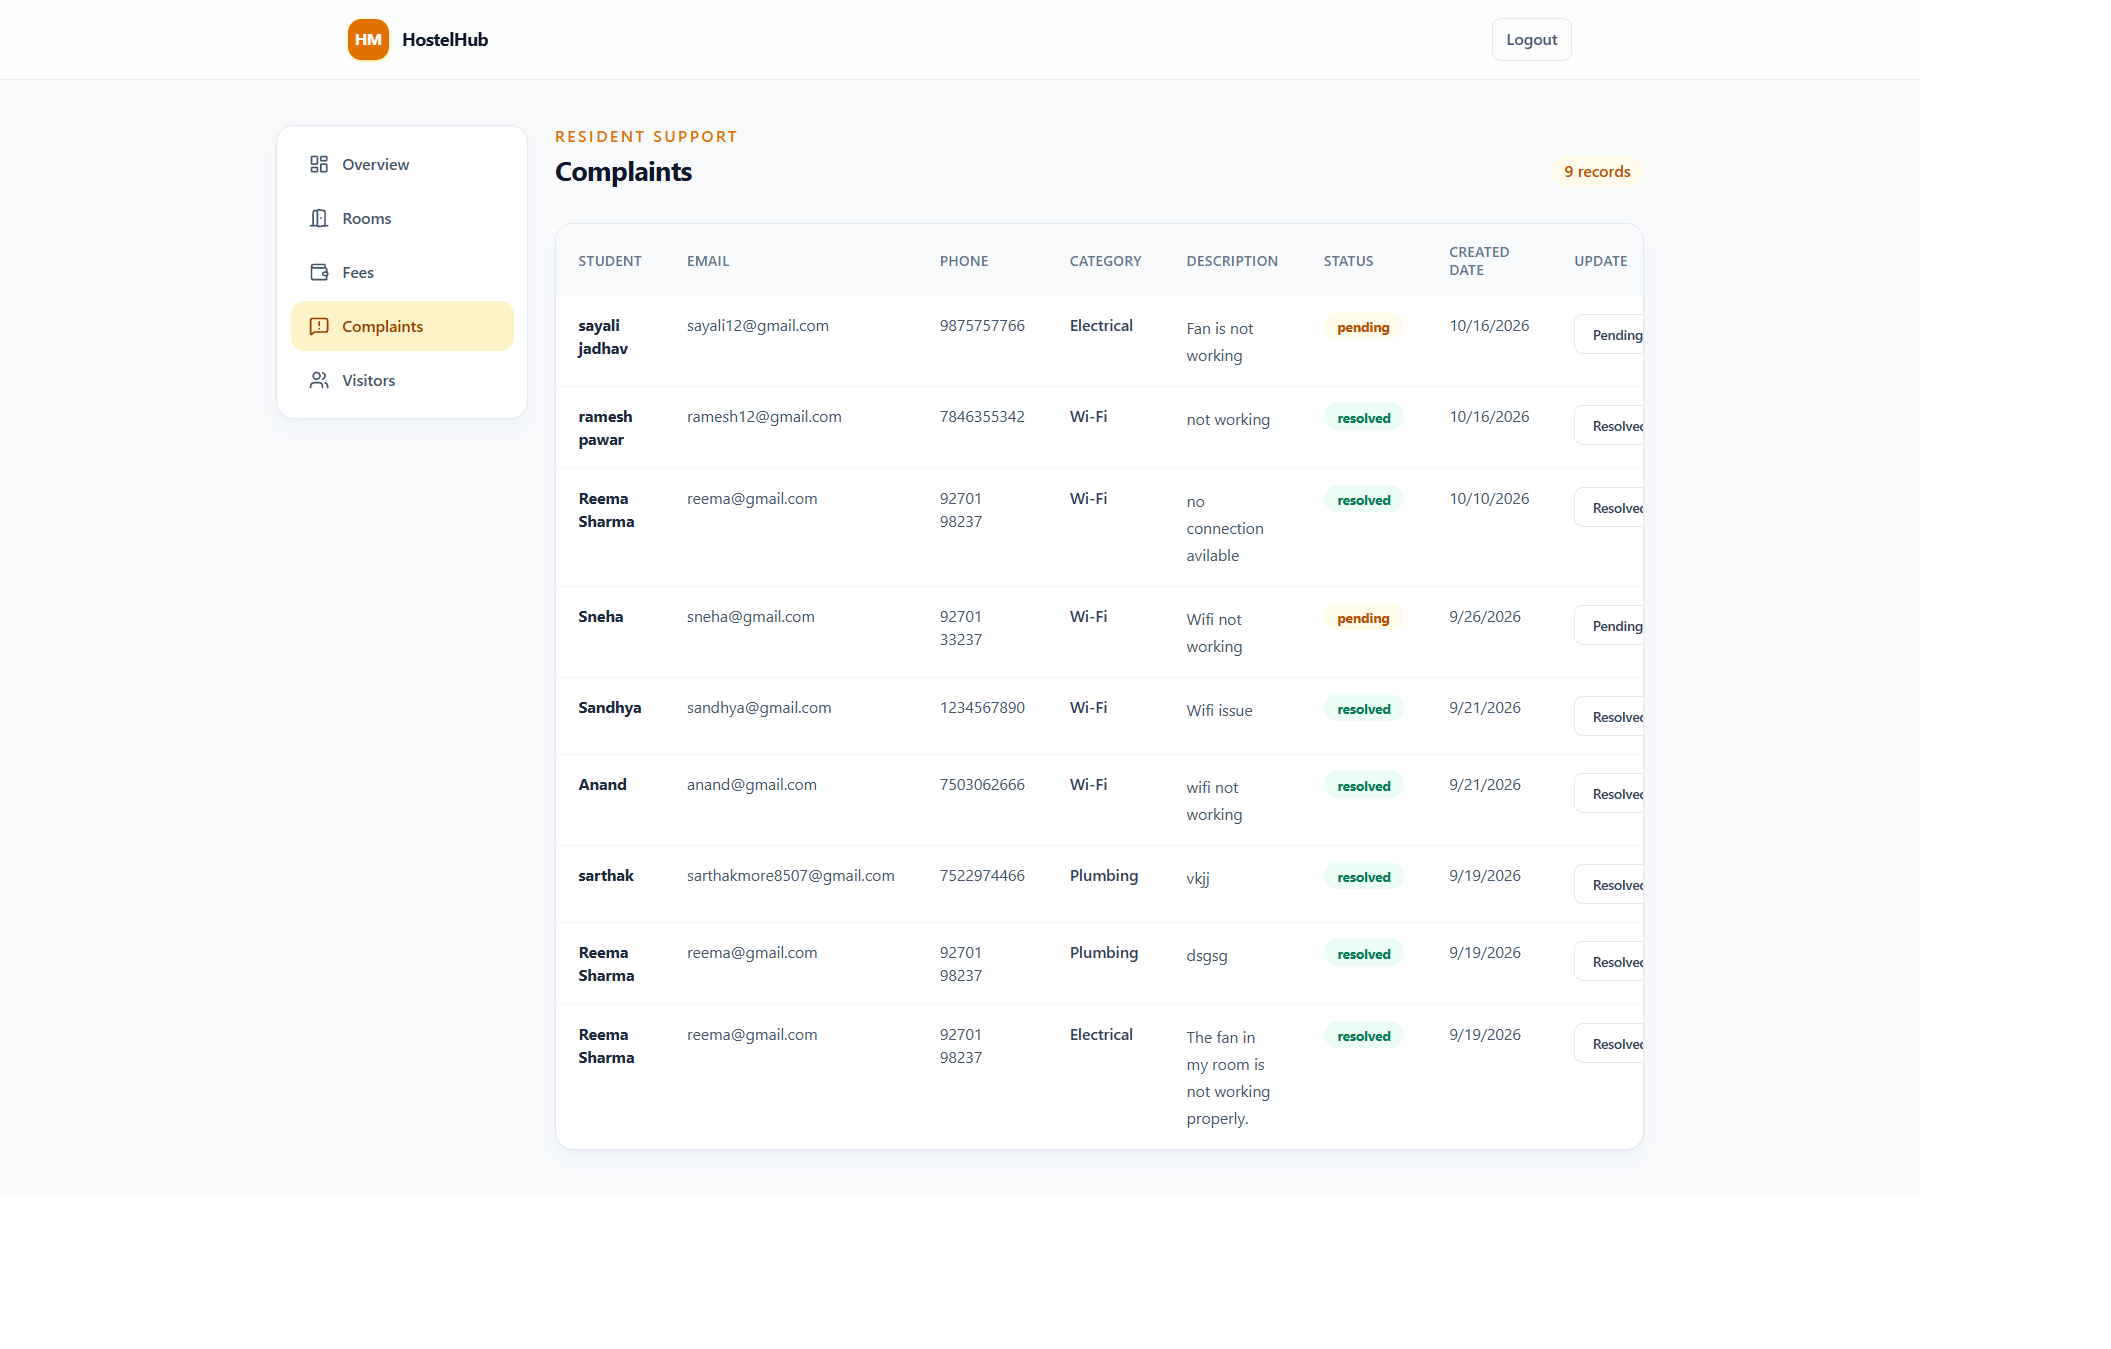 HM HostelHub Logout
Overview
Rooms
Fees
Complaints
Visitors
RESIDENT SUPPORT
Complaints
9 records
STUDENT EMAIL PHONE CATEGORY DESCRIPTION STATUS CREATED DATE UPDATE
sayali jadhav sayali12@gmail.com 9875757766 Electrical Fan is not working pending 10/16/2026 Pending
ramesh pawar ramesh12@gmail.com 7846355342 Wi-Fi not working resolved 10/16/2026 Resolved
Reema Sharma reema@gmail.com 92701 98237 Wi-Fi no connection avilable resolved 10/10/2026 Resolved
Sneha sneha@gmail.com 92701 33237 Wi-Fi Wifi not working pending 9/26/2026 Pending
Sandhya sandhya@gmail.com 1234567890 Wi-Fi Wifi issue resolved 9/21/2026 Resolved
Anand anand@gmail.com 7503062666 Wi-Fi wifi not working resolved 9/21/2026 Resolved
sarthak sarthakmore8507@gmail.com 7522974466 Plumbing vkjj resolved 9/19/2026 Resolved
Reema Sharma reema@gmail.com 92701 98237 Plumbing dsgsg resolved 9/19/2026 Resolved
Reema Sharma reema@gmail.com 92701 98237 Electrical The fan in my room is not working properly. resolved 9/19/2026 Resolved